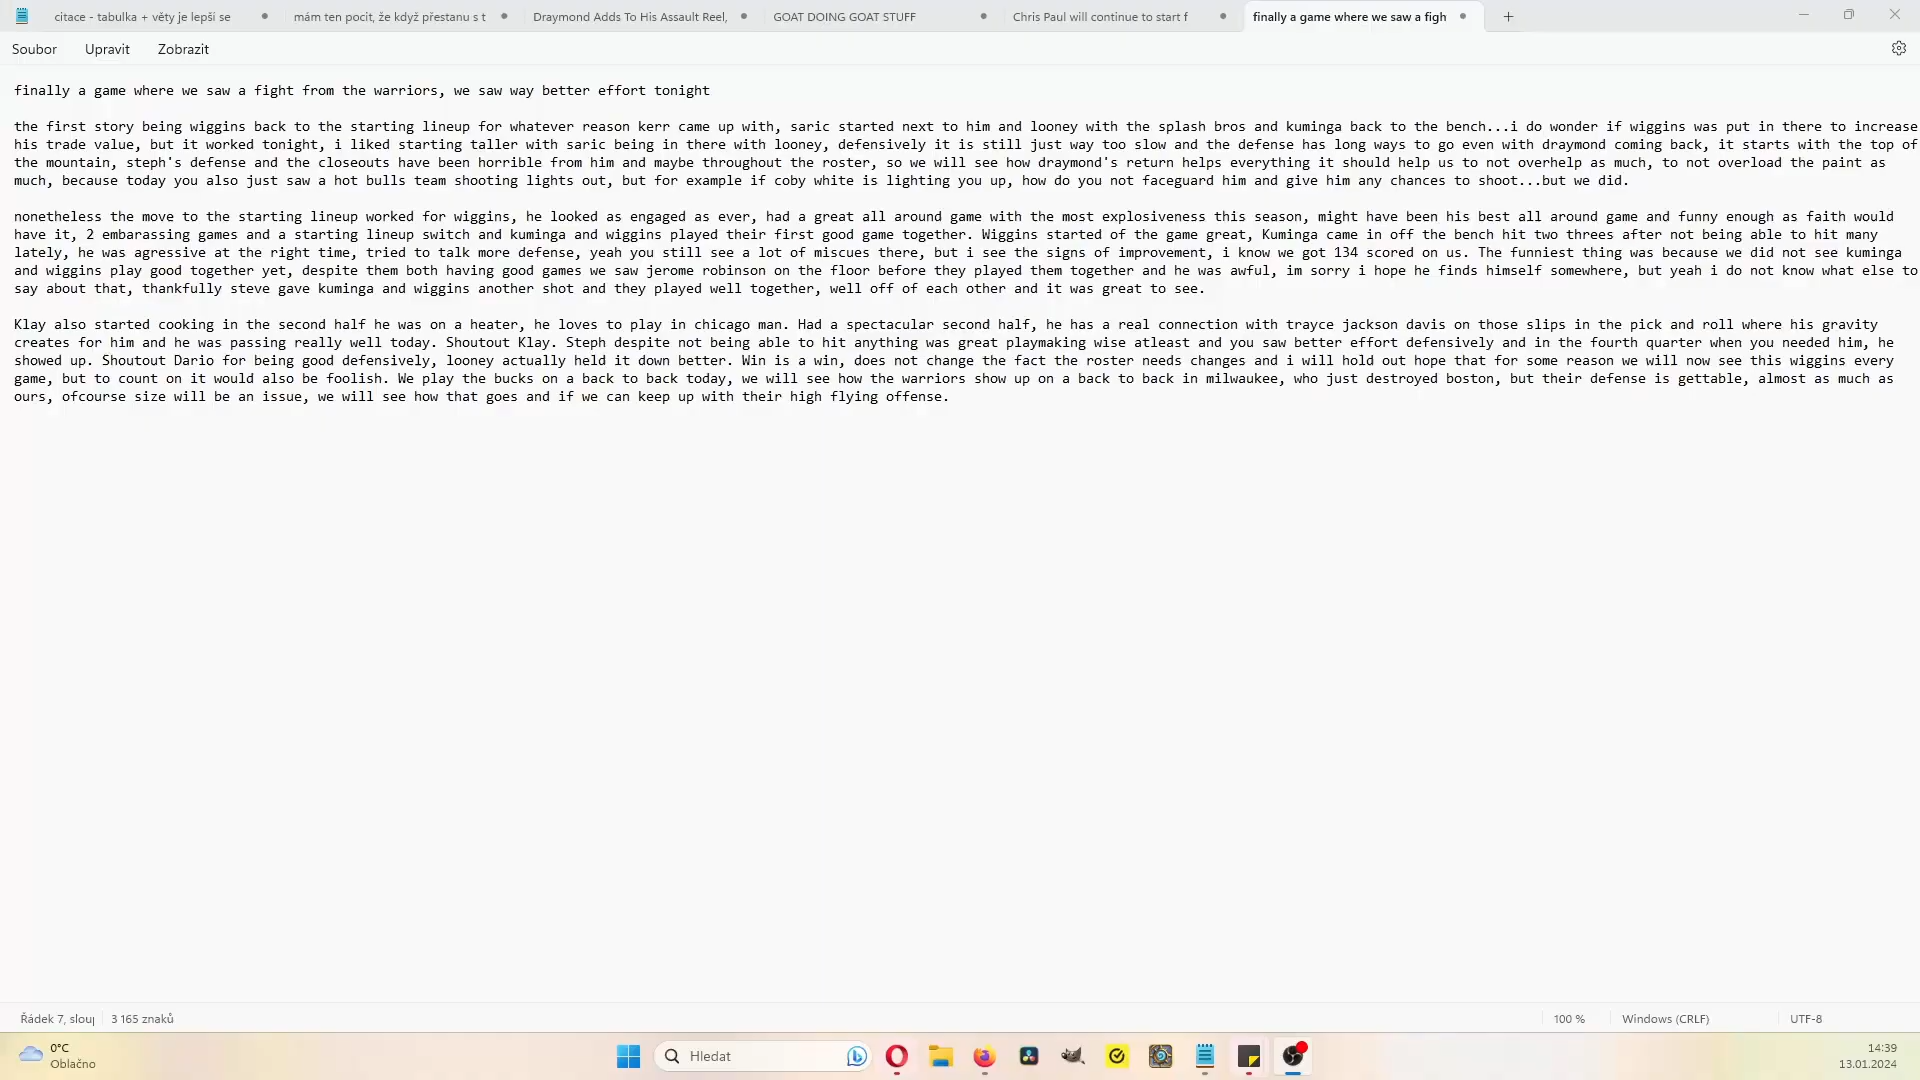 citace - tabulka + věty je lepší se
mám ten pocit, že když přestanu s t
Draymond Adds To His Assault Reel,
GOAT DOING GOAT STUFF
Chris Paul will continue to start f
finally a game where we saw a figh
Soubor Upravit Zobrazit
finally a game where we saw a fight from the warriors, we saw way better effort tonight
the first story being wiggins back to the starting lineup for whatever reason kerr came up with, saric started next to him and looney with the splash bros and kuminga back to the bench...i do wonder if wiggins was put in there to increase
his trade value, but it worked tonight, i liked starting taller with saric being in there with looney, defensively it is still just way too slow and the defense has long ways to go even with draymond coming back, it starts with the top of
the mountain, steph's defense and the closeouts have been horrible from him and maybe throughout the roster, so we will see how draymond's return helps everything it should help us to not overhelp as much, to not overload the paint as
much, because today you also just saw a hot bulls team shooting lights out, but for example if coby white is lighting you up, how do you not faceguard him and give him any chances to shoot...but we did.
nonetheless the move to the starting lineup worked for wiggins, he looked as engaged as ever, had a great all around game with the most explosiveness this season, might have been his best all around game and funny enough as faith would
have it, 2 embarassing games and a starting lineup switch and kuminga and wiggins played their first good game together. Wiggins started of the game great, Kuminga came in off the bench hit two threes after not being able to hit many
lately, he was agressive at the right time, tried to talk more defense, yeah you still see a lot of miscues there, but i see the signs of improvement, i know we got 134 scored on us. The funniest thing was because we did not see kuminga
and wiggins play good together yet, despite them both having good games we saw jerome robinson on the floor before they played them together and he was awful, im sorry i hope he finds himself somewhere, but yeah i do not know what else to
say about that, thankfully steve gave kuminga and wiggins another shot and they played well together, well off of each other and it was great to see.
Klay also started cooking in the second half he was on a heater, he loves to play in chicago man. Had a spectacular second half, he has a real connection with trayce jackson davis on those slips in the pick and roll where his gravity
creates for him and he was passing really well today. Shoutout Klay. Steph despite not being able to hit anything was great playmaking wise atleast and you saw better effort defensively and in the fourth quarter when you needed him, he
showed up. Shoutout Dario for being good defensively, looney actually held it down better. Win is a win, does not change the fact the roster needs changes and i will hold out hope that for some reason we will now see this wiggins every
game, but to count on it would also be foolish. We play the bucks on a back to back today, we will see how the warriors show up on a back to back in milwaukee, who just destroyed boston, but their defense is gettable, almost as much as
ours, ofcourse size will be an issue, we will see how that goes and if we can keep up with their high flying offense.
Řádek 7, sloup
3 165 znaků
100 %
Windows (CRLF)
UTF-8
0°C
Oblačno
Hledat
14:39
13.01.2024